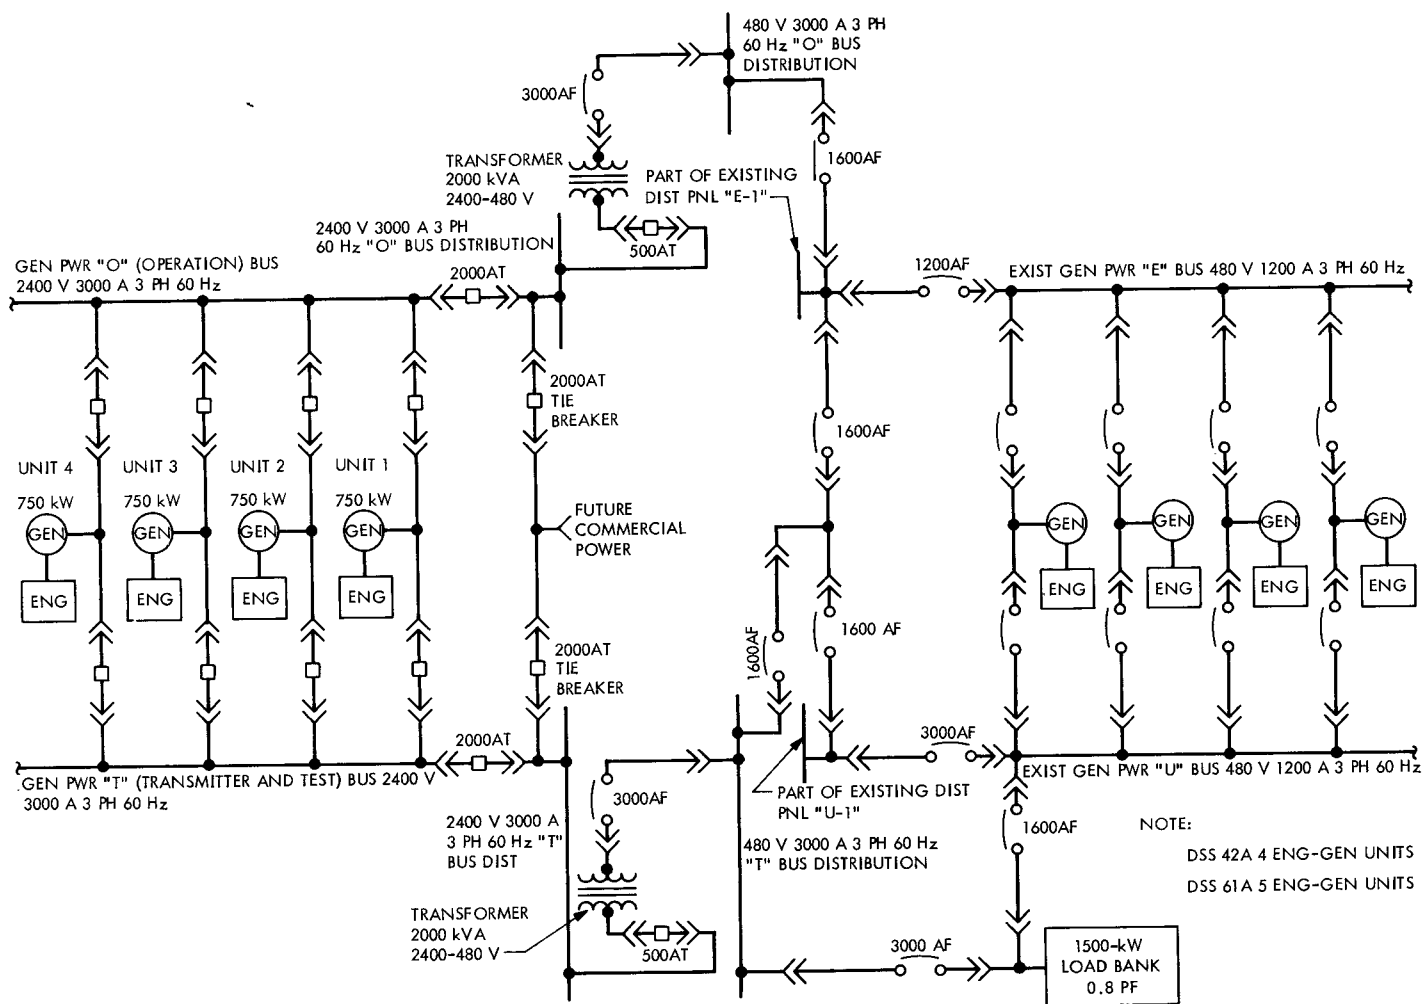 480 V 3000 A 3 PH
60 Hz "O" BUS
DISTRIBUTION
3000AF
1600AF
TRANSFORMER
2000 kVA
2400-480 V
PART OF EXISTING
DIST PNL "E-1"
2400 V 3000 A 3 PH
60 Hz "O" BUS DISTRIBUTION
500AT
GEN PWR "O" (OPERATION) BUS
2400 V 3000 A 3 PH 60 Hz
2000AT
1200AF
EXIST GEN PWR "E" BUS 480 V 1200 A 3 PH 60 Hz
2000AT
TIE
BREAKER
1600AF
UNIT 4
UNIT 3
UNIT 2
UNIT 1
750 kW
750 kW
750 kW
750 kW
GEN
GEN
GEN
GEN
FUTURE
COMMERCIAL
POWER
GEN
GEN
GEN
GEN
ENG
ENG
ENG
ENG
ENG
ENG
ENG
ENG
1600AF
1600 AF
2000AT
TIE
BREAKER
2000AT
3000AF
GEN PWR "T" (TRANSMITTER AND TEST) BUS 2400 V
3000 A 3 PH 60 Hz
EXIST GEN PWR "U" BUS 480 V 1200 A 3 PH 60 Hz
3000AF
PART OF EXISTING DIST
PNL "U-1"
2400 V 3000 A
3 PH 60 Hz "T"
BUS DIST
480 V 3000 A 3 PH 60 Hz
"T" BUS DISTRIBUTION
1600AF
NOTE:
DSS 42A 4 ENG-GEN UNITS
DSS 61A 5 ENG-GEN UNITS
TRANSFORMER
2000 kVA
2400-480 V
500AT
3000 AF
1500-kW
LOAD BANK
0.8 PF